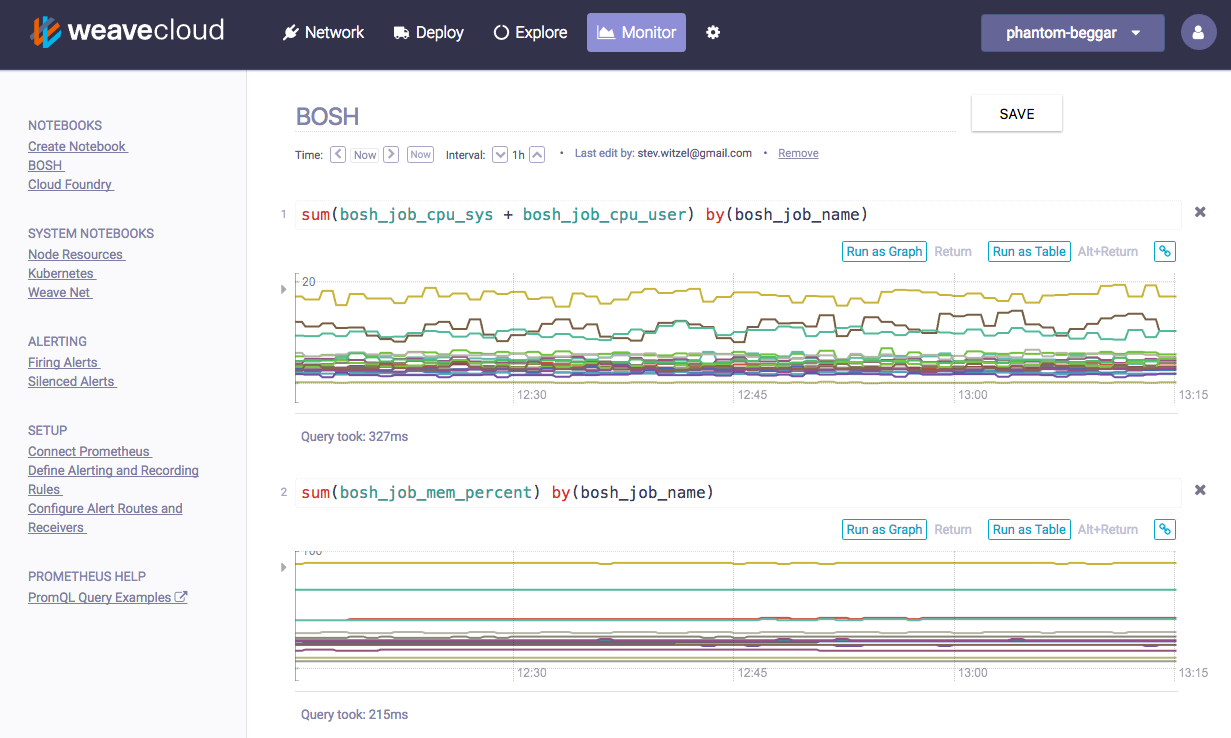 weavecloud
Network Deploy Explore Monitor
phantom-beggar
NOTEBOOKS
Create Notebook
BOSH
Cloud Foundry
SYSTEM NOTEBOOKS
Node Resources
Kubernetes
Weave Net
ALERTING
Firing Alerts
Silenced Alerts
SETUP
Connect Prometheus
Define Alerting and Recording
Rules
Configure Alert Routes and
Receivers
PROMETHEUS HELP
PromQL Query Examples
BOSH
SAVE
Time: Now Now Interval: 1h • Last edit by: stev.witzel@gmail.com • Remove
1 sum(bosh_job_cpu_sys + bosh_job_cpu_user) by(bosh_job_name)
Run as Graph Return Run as Table Alt+Return
20
12:30 12:45 13:00 13:15
Query took: 327ms
2 sum(bosh_job_mem_percent) by(bosh_job_name)
Run as Graph Return Run as Table Alt+Return
100
12:30 12:45 13:00 13:15
Query took: 215ms